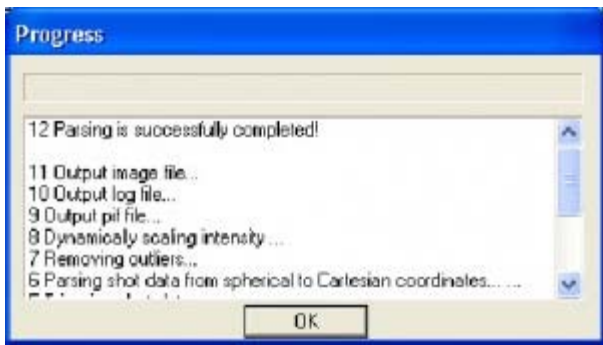 Progress
12 Parsing is successfully completed!
11 Output image file...
10 Output log file...
9 Output pif file...
8 Dynamically scaling intensity ...
7 Removing outliers...
6 Parsing shot data from spherical to Cartesian coordinates... ...
OK